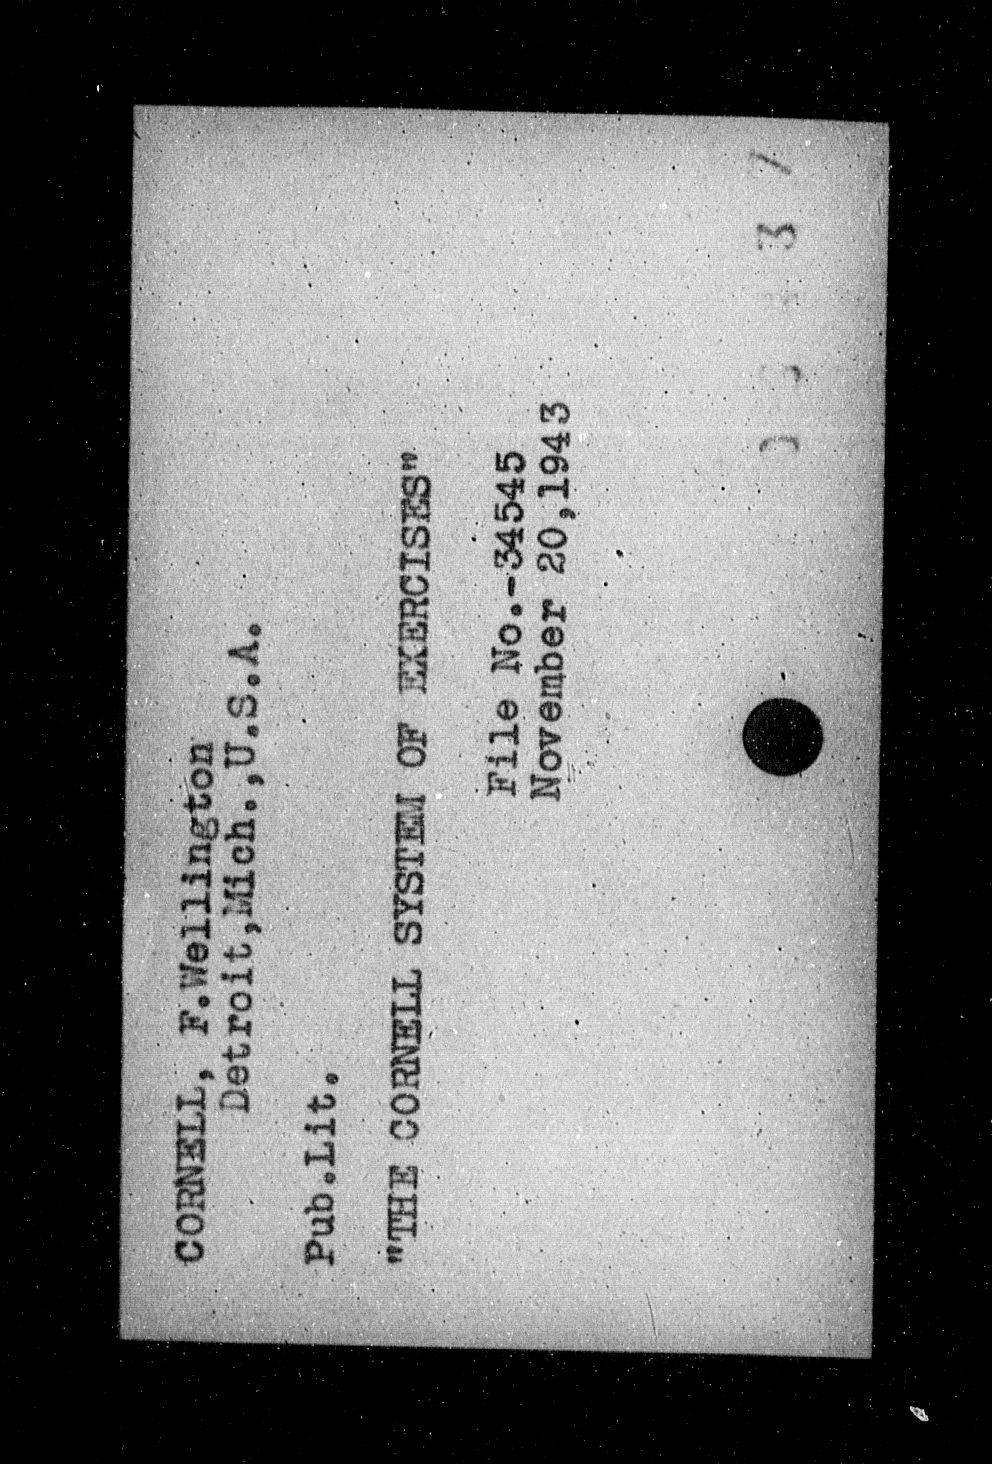 CORNELL, F.Wellington
Detroit,Mich.,U.S.A.
Pub.Lit.
"THE CORNELL SYSTEM OF EXERCISES"
File No.-34545
November 20,1943